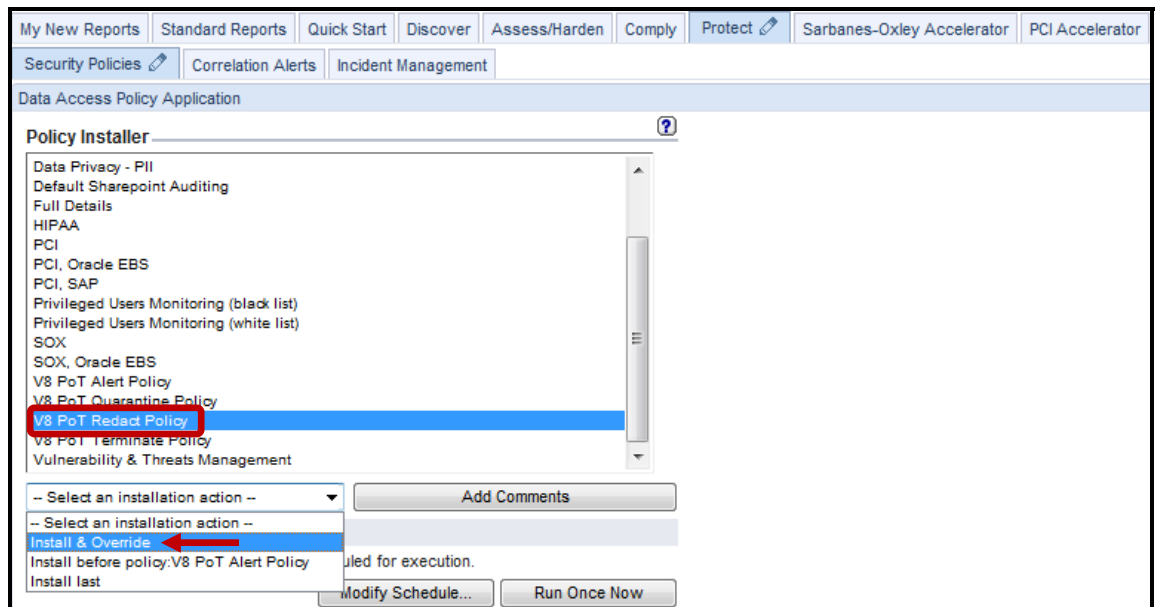 My New Reports Standard Reports Quick Start Discover Assess/Harden Comply Protect Sarbanes-Oxley Accelerator PCI Accelerator
Security Policies Correlation Alerts Incident Management
Data Access Policy Application
Policy Installer ?
Data Privacy - PII
Default Sharepoint Auditing
Full Details
HIPAA
PCI
PCI, Oracle EBS
PCI, SAP
Privileged Users Monitoring (black list)
Privileged Users Monitoring (white list)
SOX
SOX, Oracle EBS
V8 PoT Alert Policy
V8 PoT Quarantine Policy
V8 PoT Redact Policy
V8 PoT Terminate Policy
Vulnerability & Threats Management
-- Select an installation action -- Add Comments
-- Select an installation action --
Install & Override
Install before policy:V8 PoT Alert Policy for execution.
Install last
Modify Schedule... Run Once Now